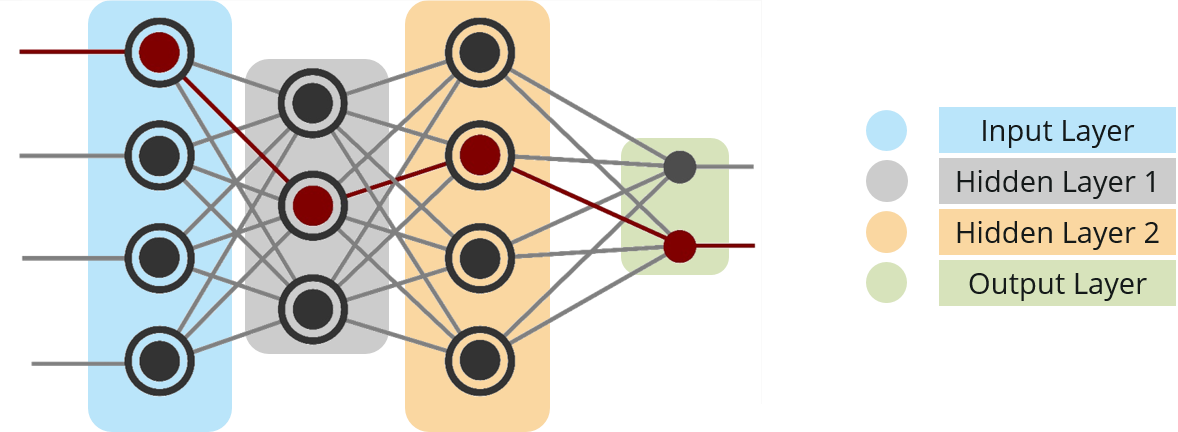 Input Layer
Hidden Layer 1
Hidden Layer 2
Output Layer